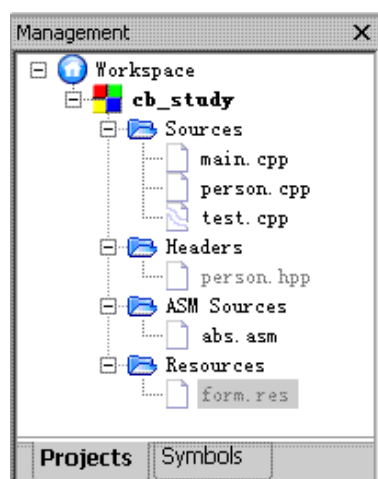 Management
Workspace
cb_study
Sources
main.cpp
person.cpp
test.cpp
Headers
person.hpp
ASM Sources
abs.asm
Resources
form.res
Projects Symbols